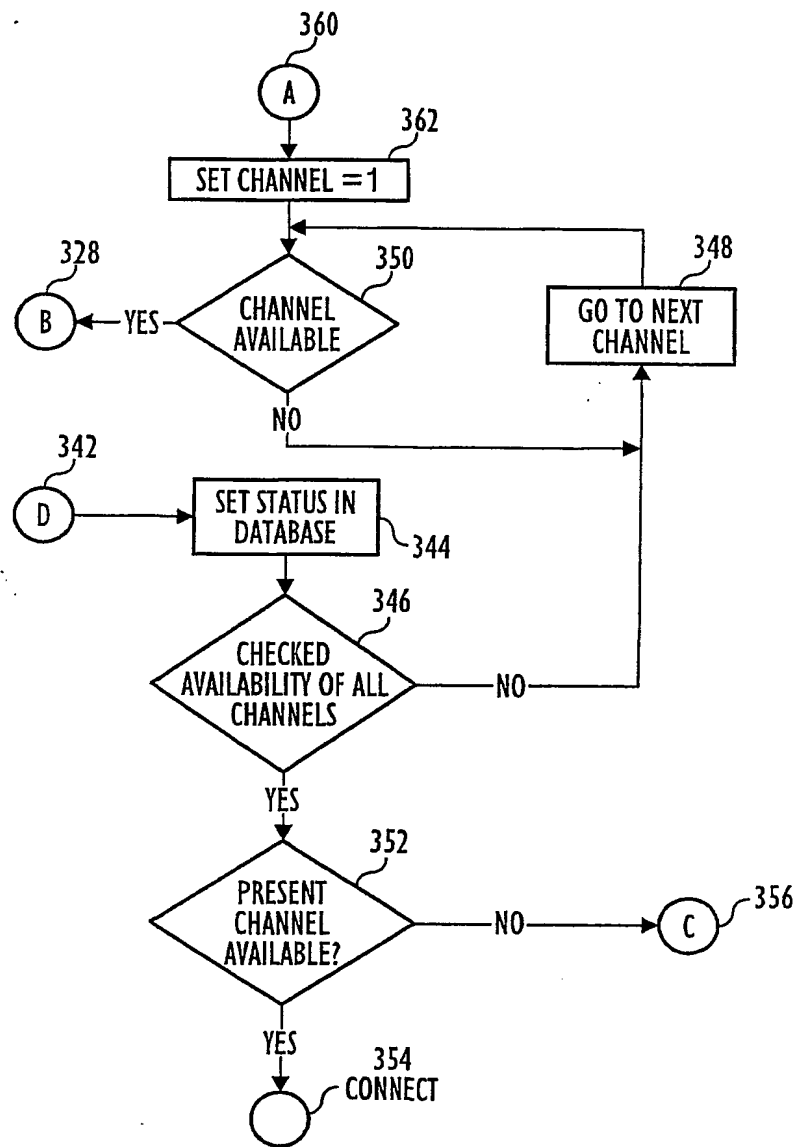 360
A
362
SET CHANNEL =1
328
B
YES
350
CHANNEL
AVAILABLE
348
GO TO NEXT
CHANNEL
NO
342
D
SET STATUS IN
DATABASE
344
346
CHECKED
AVAILABILITY OF ALL
CHANNELS
NO
YES
352
PRESENT
CHANNEL
AVAILABLE?
NO
C
356
YES
354
CONNECT